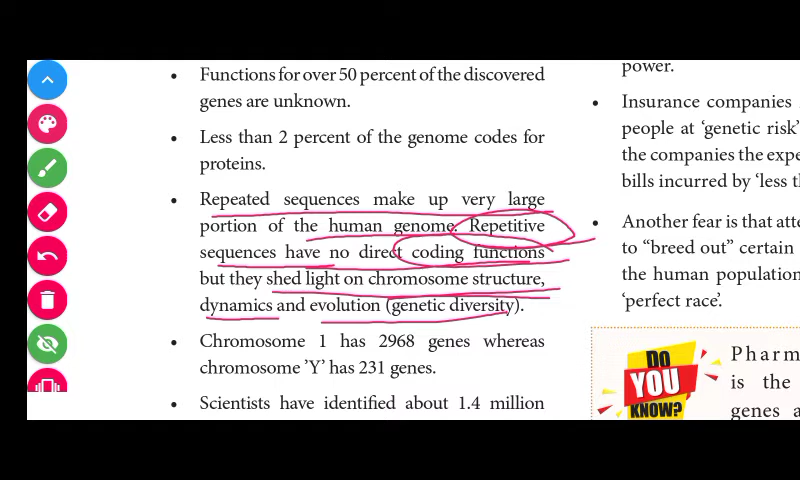 • Functions for over 50 percent of the discovered
genes are unknown.
• Less than 2 percent of the genome codes for
proteins.
• Repeated sequences make up very large
portion of the human genome. Repetitive
sequences have no direct coding functions
but they shed light on chromosome structure,
dynamics and evolution (genetic diversity).
• Chromosome 1 has 2968 genes whereas
chromosome ’Y’ has 231 genes.
• Scientists have identified about 1.4 million
power.
• Insurance companies
people at ‘genetic risk’
the companies the expe
bills incurred by ‘less t
• Another fear is that atte
to “breed out” certain
the human population
‘perfect race’.
DO
YOU
KNOW?
Pharm
is the
genes a